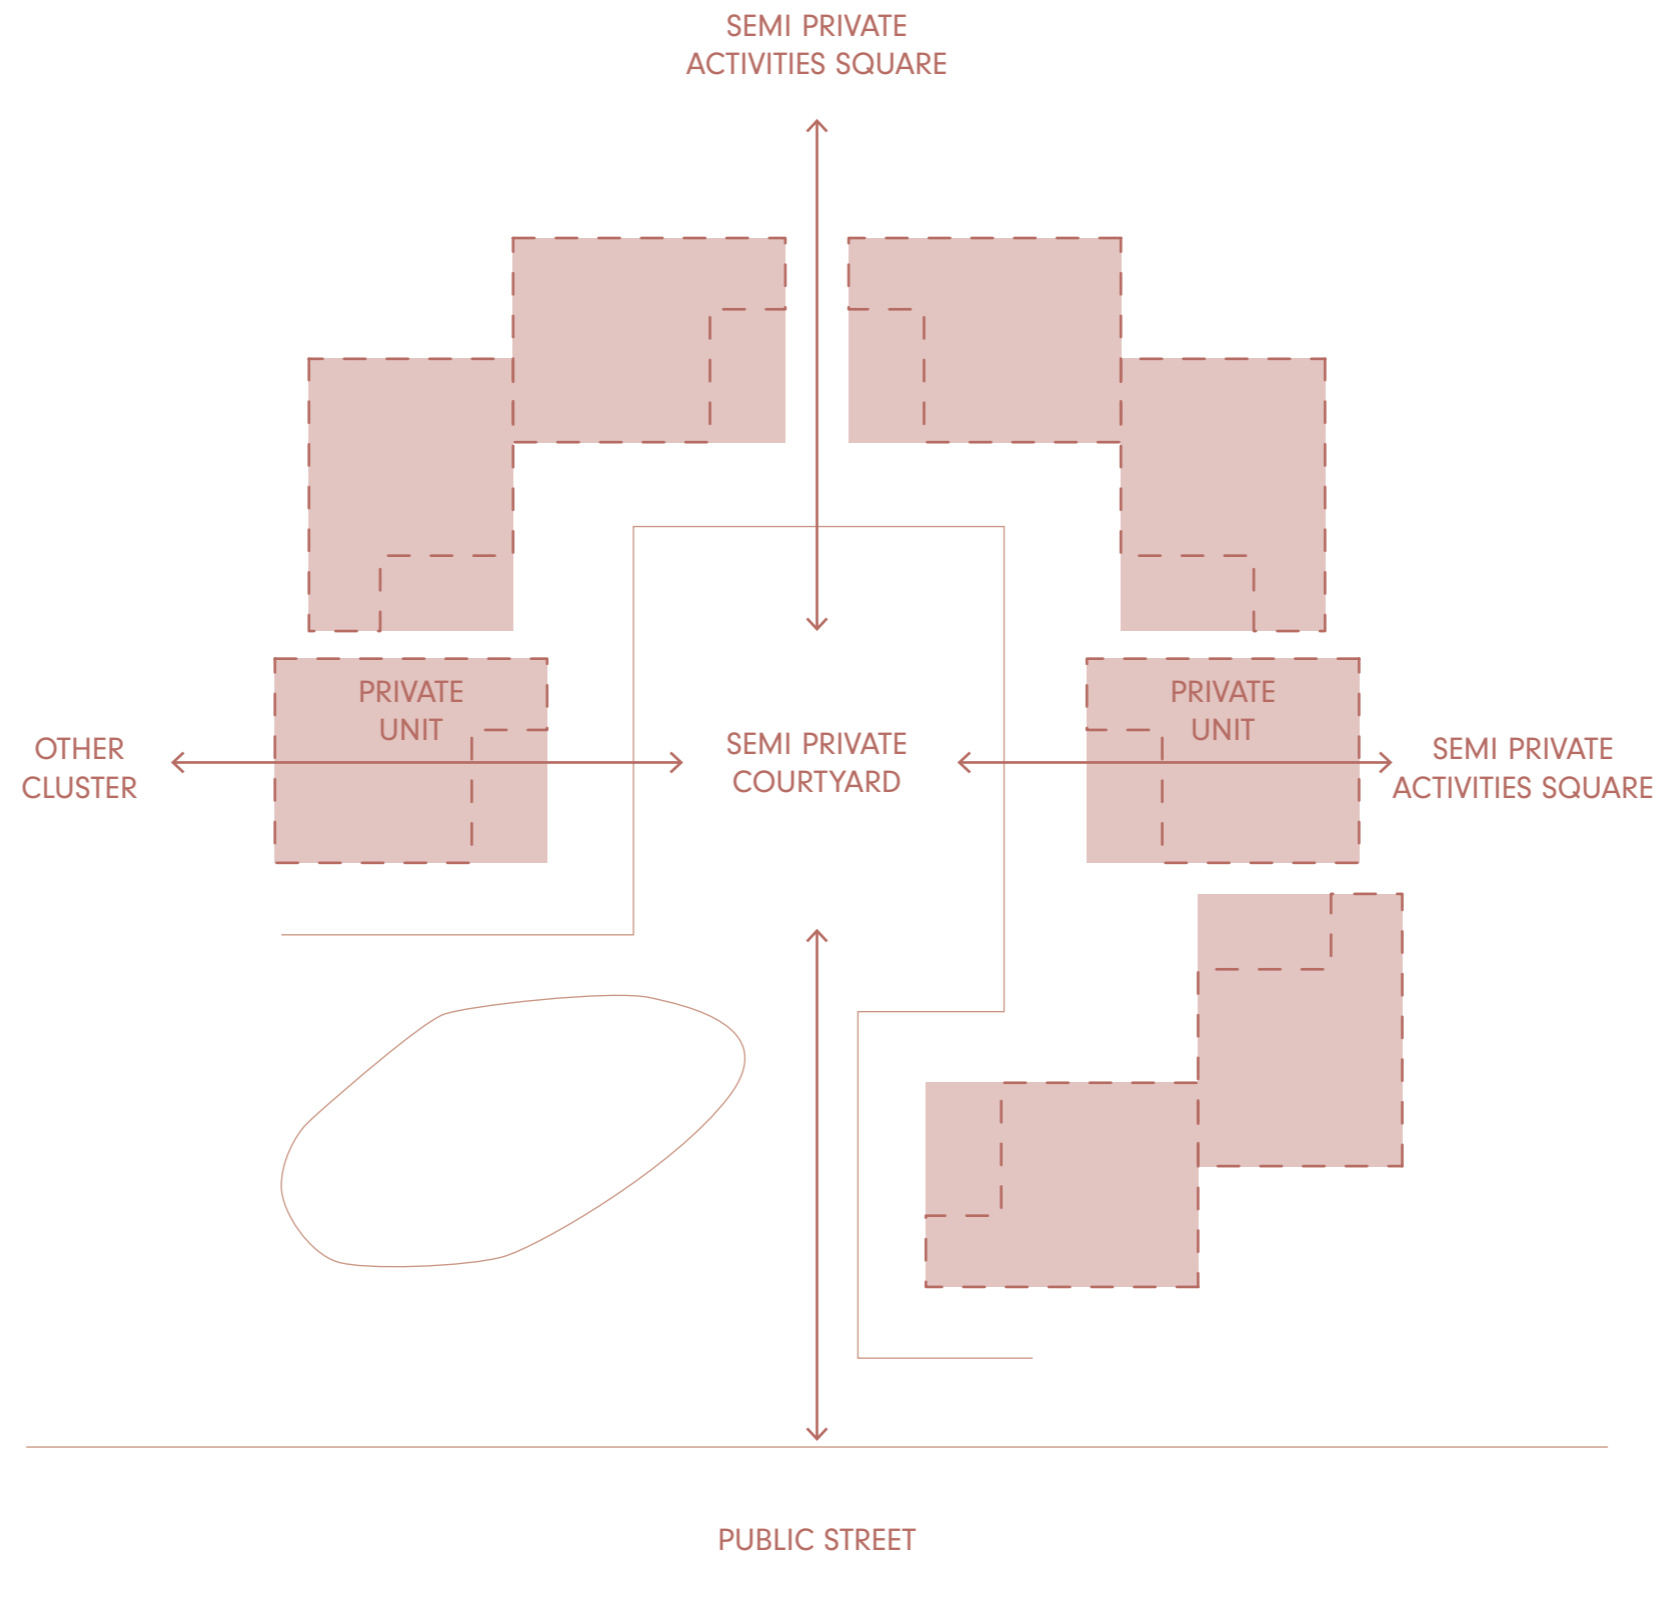 SEMI PRIVATE
ACTIVITIES SQUARE
PRIVATE
UNIT
PRIVATE
UNIT
OTHER
CLUSTER
SEMI PRIVATE
COURTYARD
SEMI PRIVATE
ACTIVITIES SQUARE
PUBLIC STREET